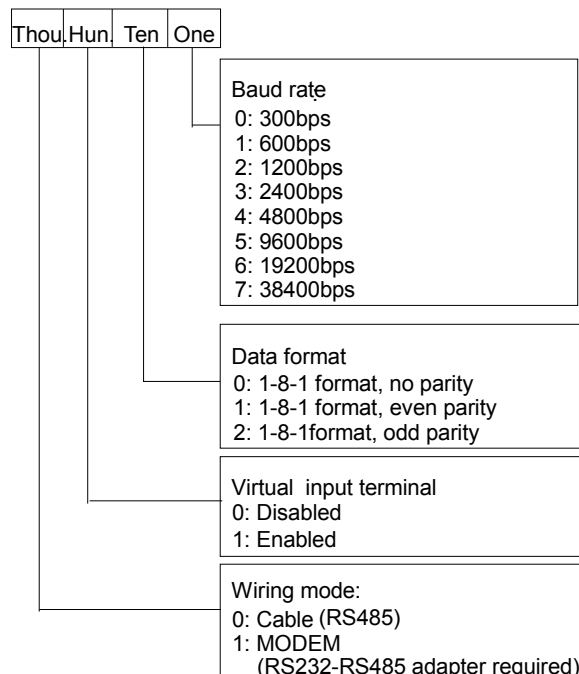 Thou. Hun. Ten One
Baud rate
0: 300bps
1: 600bps
2: 1200bps
3: 2400bps
4: 4800bps
5: 9600bps
6: 19200bps
7: 38400bps
Data format
0: 1-8-1 format, no parity
1: 1-8-1 format, even parity
2: 1-8-1format, odd parity
Virtual input terminal
0: Disabled
1: Enabled
Wiring mode:
0: Cable (RS485)
1: MODEM
(RS232-RS485 adapter required)